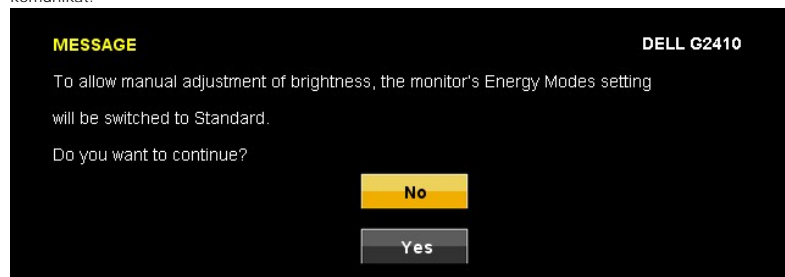 komunikat:
MESSAGE DELL G2410
To allow manual adjustment of brightness, the monitor's Energy Modes setting
will be switched to Standard.
Do you want to continue?
No
Yes